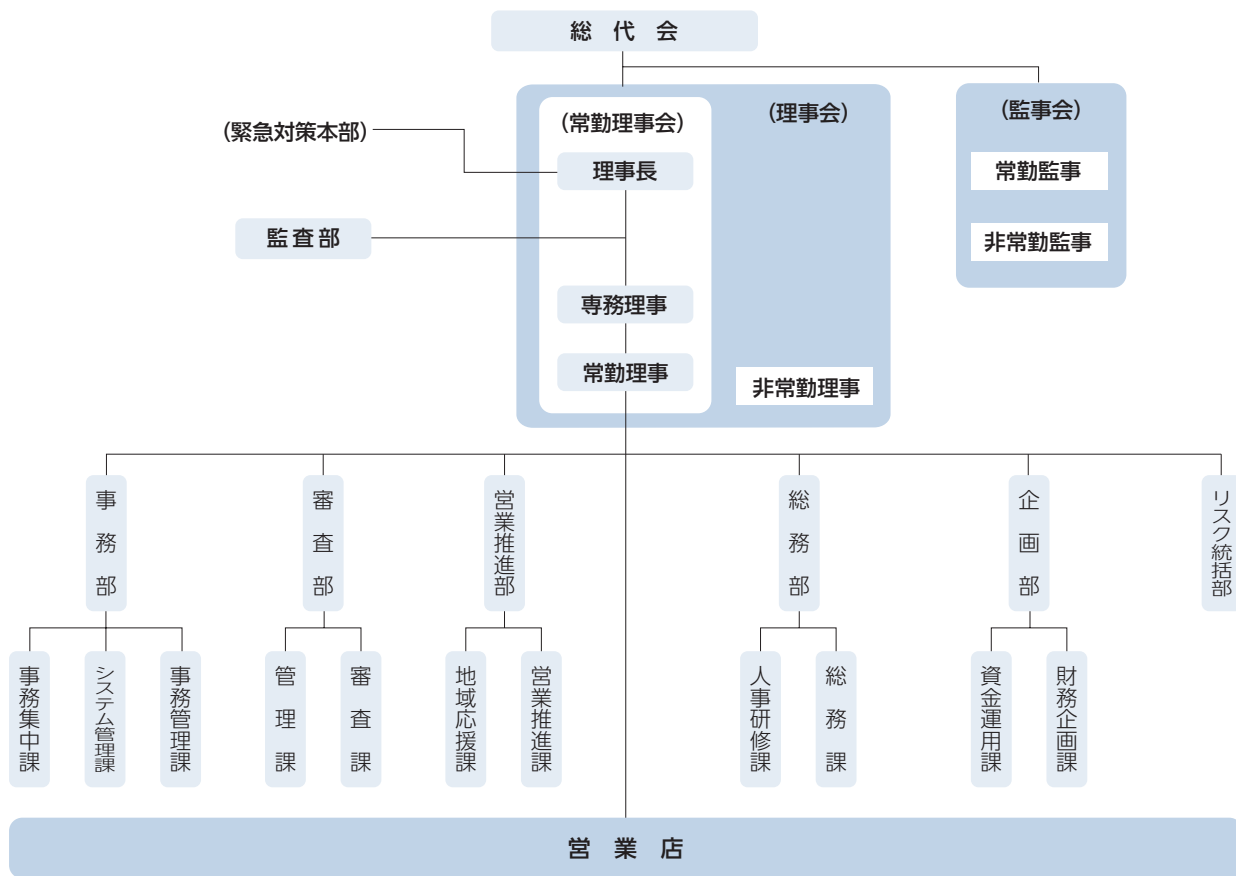 総代会
(理事会)
(監事会)
(常勤理事会)
(緊急対策本部)
理事長
常勤監事
監査部
非常勤監事
専務理事
常勤理事
非常勤理事
事務部
審査部
営業推進部
総務部
企画部
リスク統括部
事務集中課
システム管理課
事務管理課
管理課
審査課
地域応援課
営業推進課
人事研修課
総務課
資金運用課
財務企画課
営業店